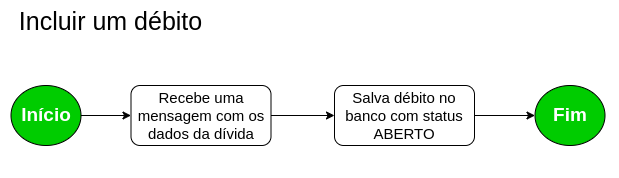 Incluir um débito
Início
Recebe uma
mensagem com os
dados da dívida
Salva débito no
banco com status
ABERTO
Fim